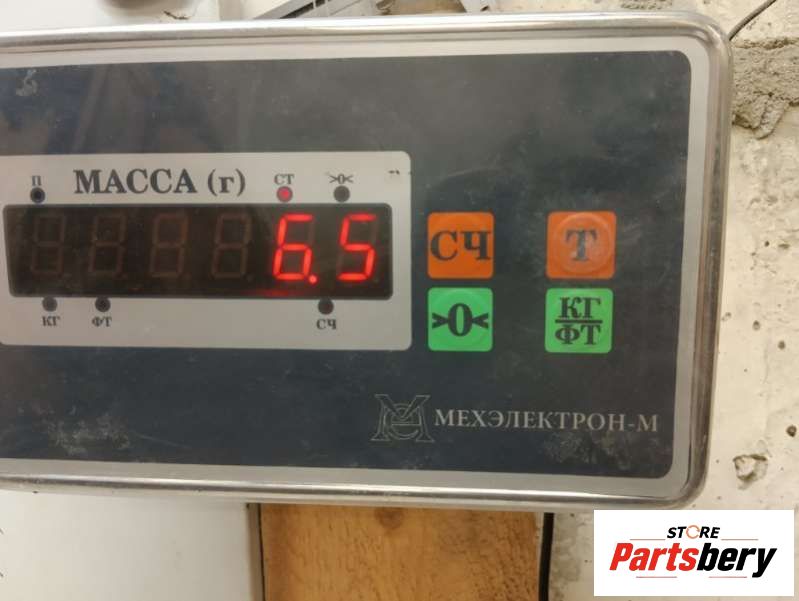 П МАССА (г) СТ >0<
6.5
КГ ФТ СЧ
СЧ Т
>0< КГ/ФТ
МЕХЭЛЕКТРОН-М
STORE
Partsbery